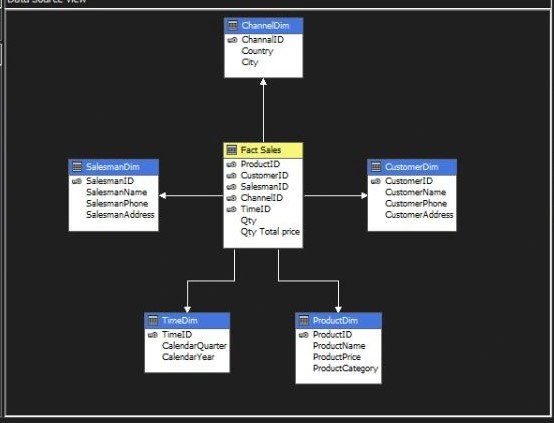 Data Source View
ChannelDim
ChannalID
Country
City
Fact Sales
ProductID
CustomerID
SalesmanID
ChannelID
TimeID
Qty
Qty Total price
SalesmanDim
SalesmanID
SalesmanName
SalesmanPhone
SalesmanAddress
CustomerDim
CustomerID
CustomerName
CustomerPhone
CustomerAddress
TimeDim
TimeID
CalendarQuarter
CalendarYear
ProductDim
ProductID
ProductName
ProductPrice
ProductCategory